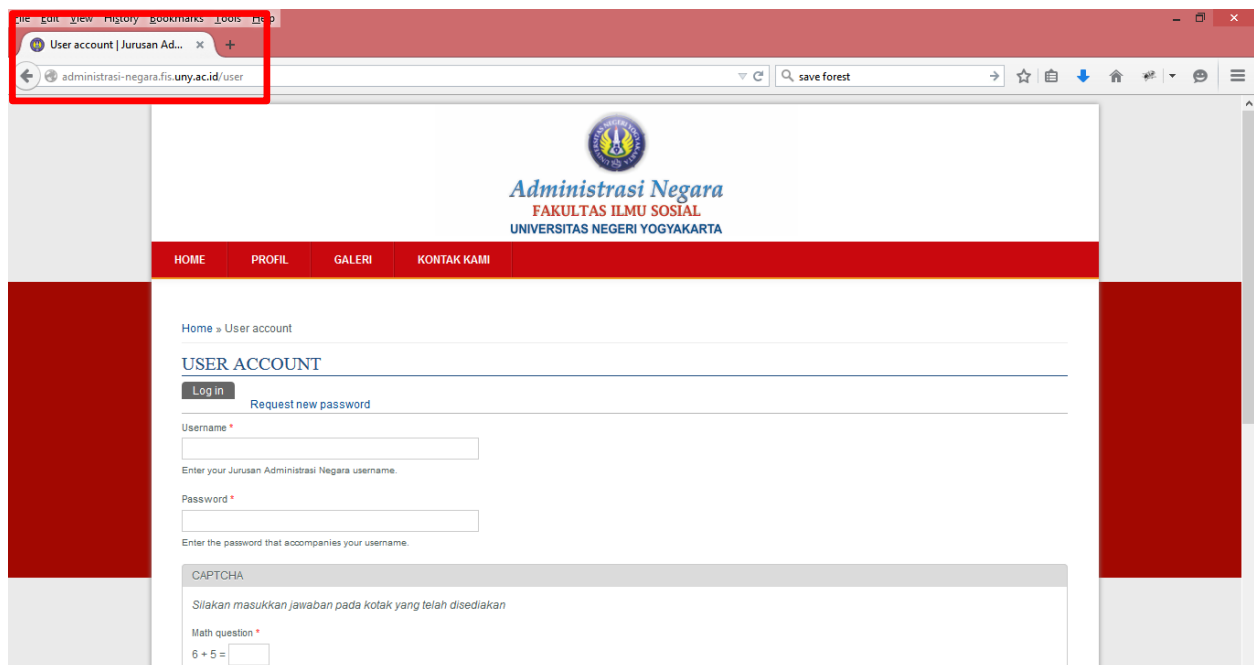 File Edit View History Bookmarks Tools Help
User account | Jurusan Ad...
administrasi-negara.fis.uny.ac.id/user
save forest
Administrasi Negara
FAKULTAS ILMU SOSIAL
UNIVERSITAS NEGERI YOGYAKARTA
HOME PROFIL GALERI KONTAK KAMI
Home » User account
USER ACCOUNT
Log in
Request new password
Username *
Enter your Jurusan Administrasi Negara username.
Password *
Enter the password that accompanies your username.
CAPTCHA
Silakan masukkan jawaban pada kotak yang telah disediakan
Math question *
6 + 5 =